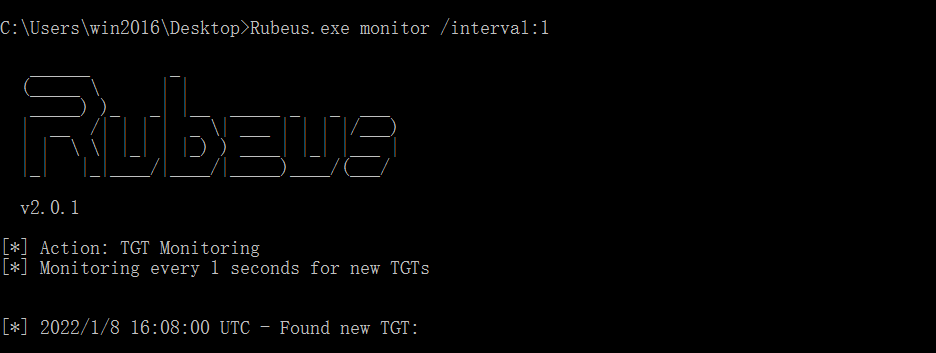 C:\Users\win2016\Desktop>Rubeus.exe monitor /interval:1
Rubeus
v2.0.1
[*] Action: TGT Monitoring
[*] Monitoring every 1 seconds for new TGTs
[*] 2022/1/8 16:08:00 UTC - Found new TGT: